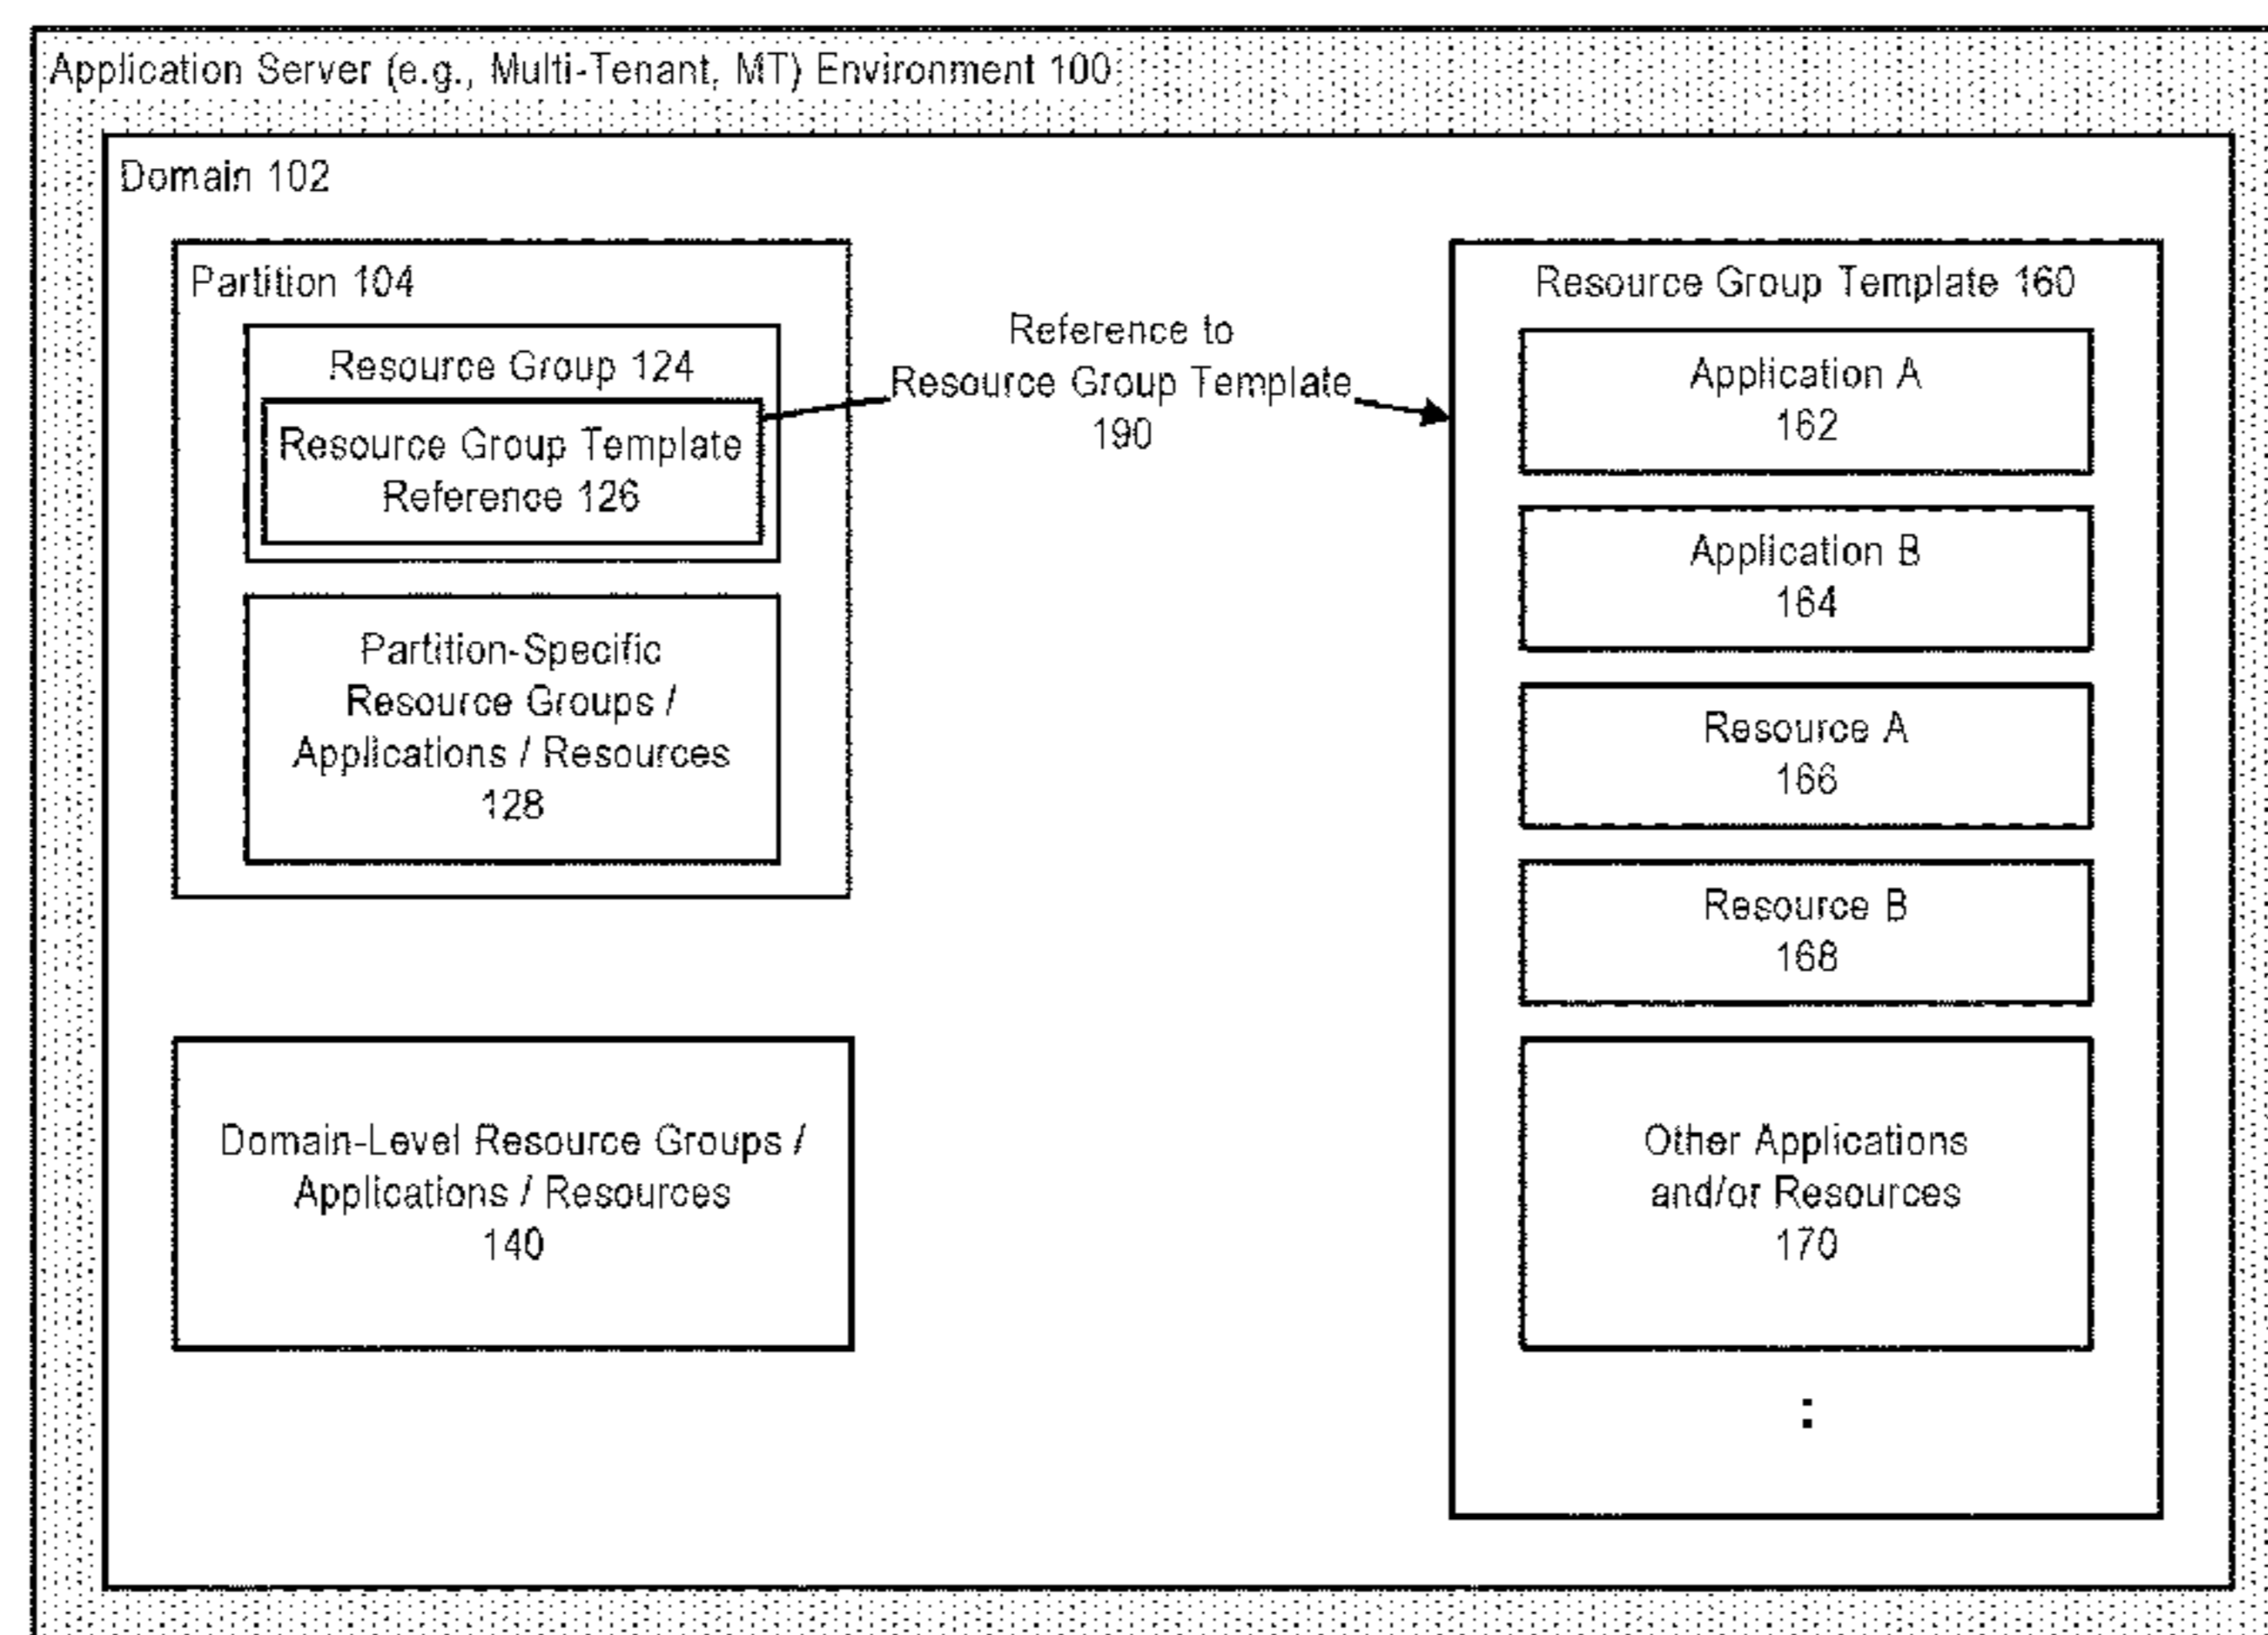 Application Server (e.g., Multi-Tenant, MT) Environment 100
Domain 102
Partition 104
Resource Group 124
Resource Group Template
Reference 126
Partition-Specific
Resource Groups /
Applications / Resources
128
Domain-Level Resource Groups /
Applications / Resources
140
Reference to
Resource Group Template
190
Resource Group Template 160
Application A
162
Application B
164
Resource A
166
Resource B
168
Other Applications
and/or Resources
170
: